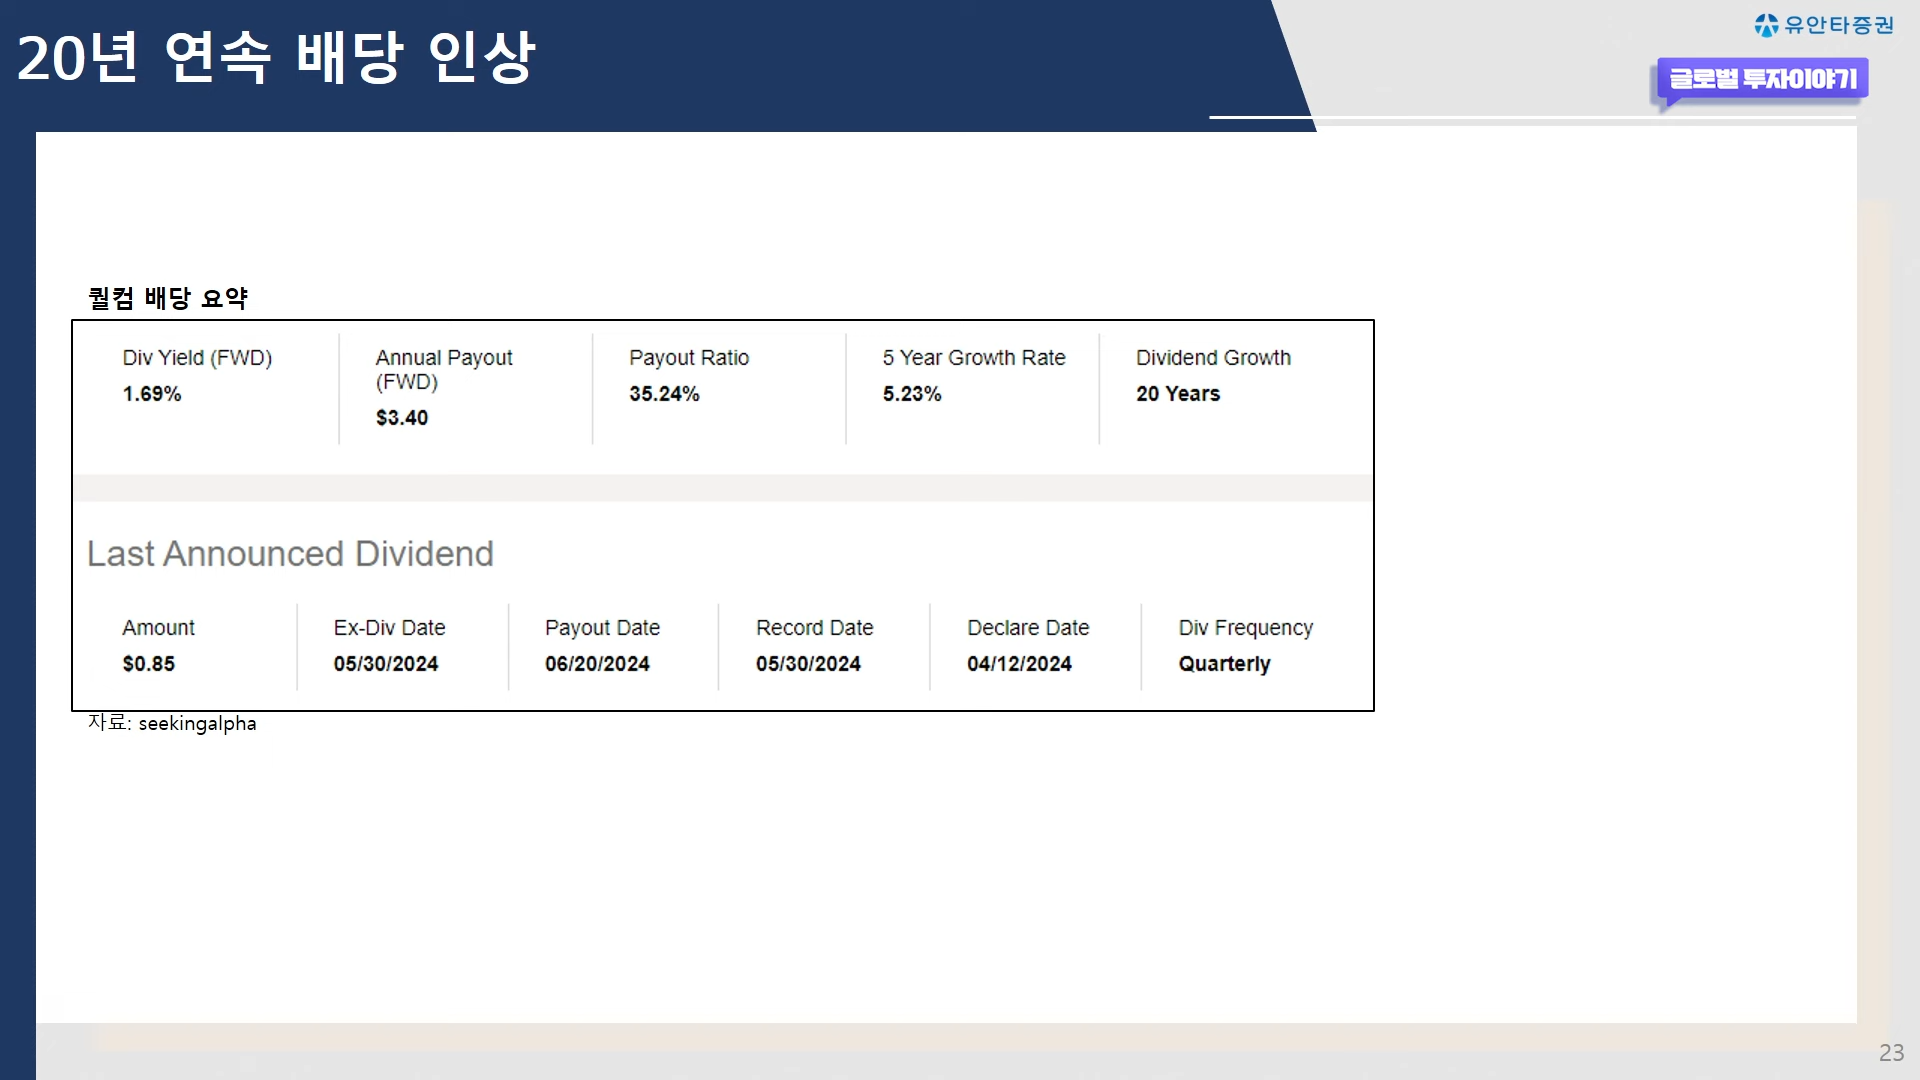 20년 연속 배당 인상
유안타증권
글로벌 투자이야기
퀄컴 배당 요약
Div Yield (FWD)
1.69%
Annual Payout
(FWD)
$3.40
Payout Ratio
35.24%
5 Year Growth Rate
5.23%
Dividend Growth
20 Years
Last Announced Dividend
Amount
$0.85
Ex-Div Date
05/30/2024
Payout Date
06/20/2024
Record Date
05/30/2024
Declare Date
04/12/2024
Div Frequency
Quarterly
자료: seekingalpha
23